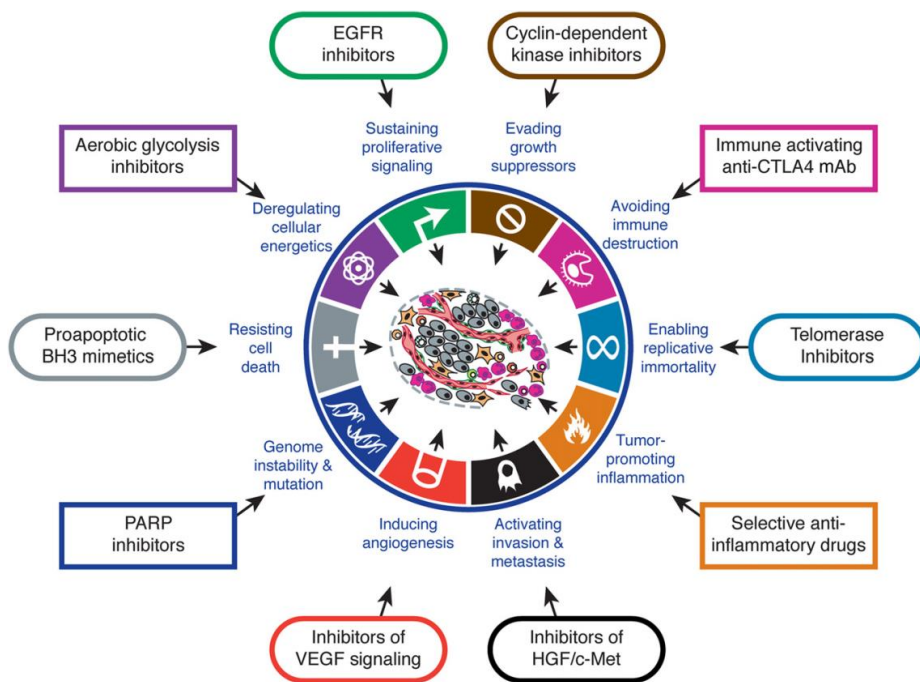 EGFR
inhibitors
Cyclin-dependent
kinase inhibitors
Sustaining
proliferative
signaling
Evading
growth
suppressors
Aerobic glycolysis
inhibitors
Immune activating
anti-CTLA4 mAb
Deregulating
cellular
energetics
Avoiding
immune
destruction
Proapoptotic
BH3 mimetics
Resisting
cell
death
Enabling
replicative
immortality
Telomerase
Inhibitors
Genome
instability &
mutation
Tumor-
promoting
inflammation
PARP
inhibitors
Inducing
angiogenesis
Activating
invasion &
metastasis
Selective anti-
inflammatory drugs
Inhibitors of
VEGF signaling
Inhibitors of
HGF/c-Met